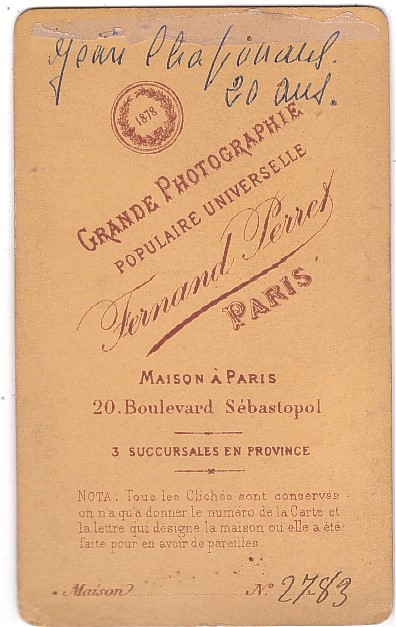 Jean
20 ans.
1878
GRANDE PHOTOGRAPHIE
POPULAIRE UNIVERSELLE
Fernand Perret
PARIS
MAISON À PARIS
20. Boulevard Sébastopol
3 SUCCURSALES EN PROVINCE
NOTA: Tous les Clichés sont conservés
on n'a qu'à donner le numéro de la Carte et
la lettre qui désigne la maison ou elle a été
faite pour en avoir de pareilles.
Maison Nº 2783